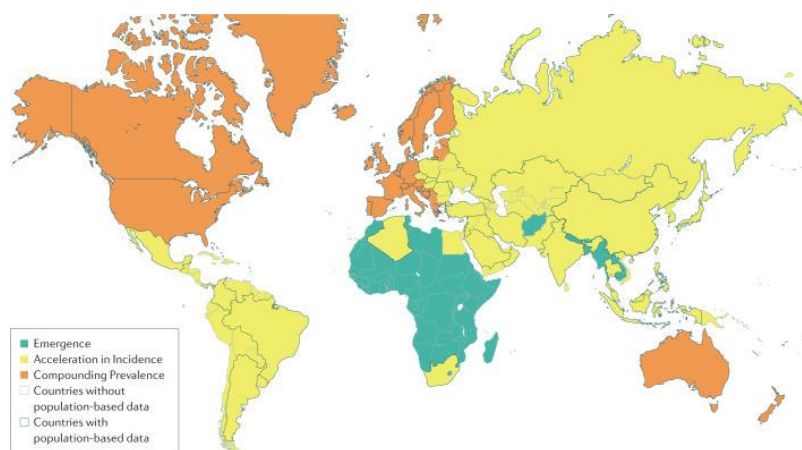 Emergence
Acceleration in Incidence
Compounding Prevalence
Countries without
population-based data
Countries with
population-based data